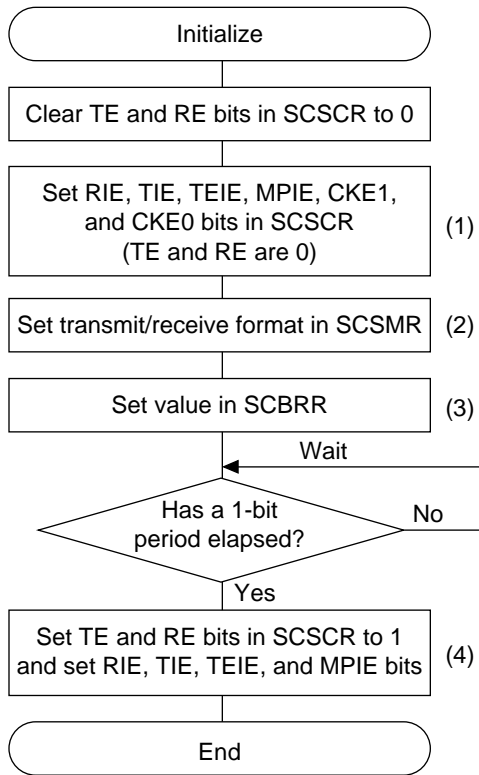 Initialize
Clear TE and RE bits in SCSCR to 0
Set RIE, TIE, TEIE, MPIE, CKE1,
and CKE0 bits in SCSCR
(TE and RE are 0)
(1)
Set transmit/receive format in SCSMR
(2)
Set value in SCBRR
(3)
Wait
Has a 1-bit
period elapsed?
No
Yes
Set TE and RE bits in SCSCR to 1
and set RIE, TIE, TEIE, and MPIE bits
(4)
End